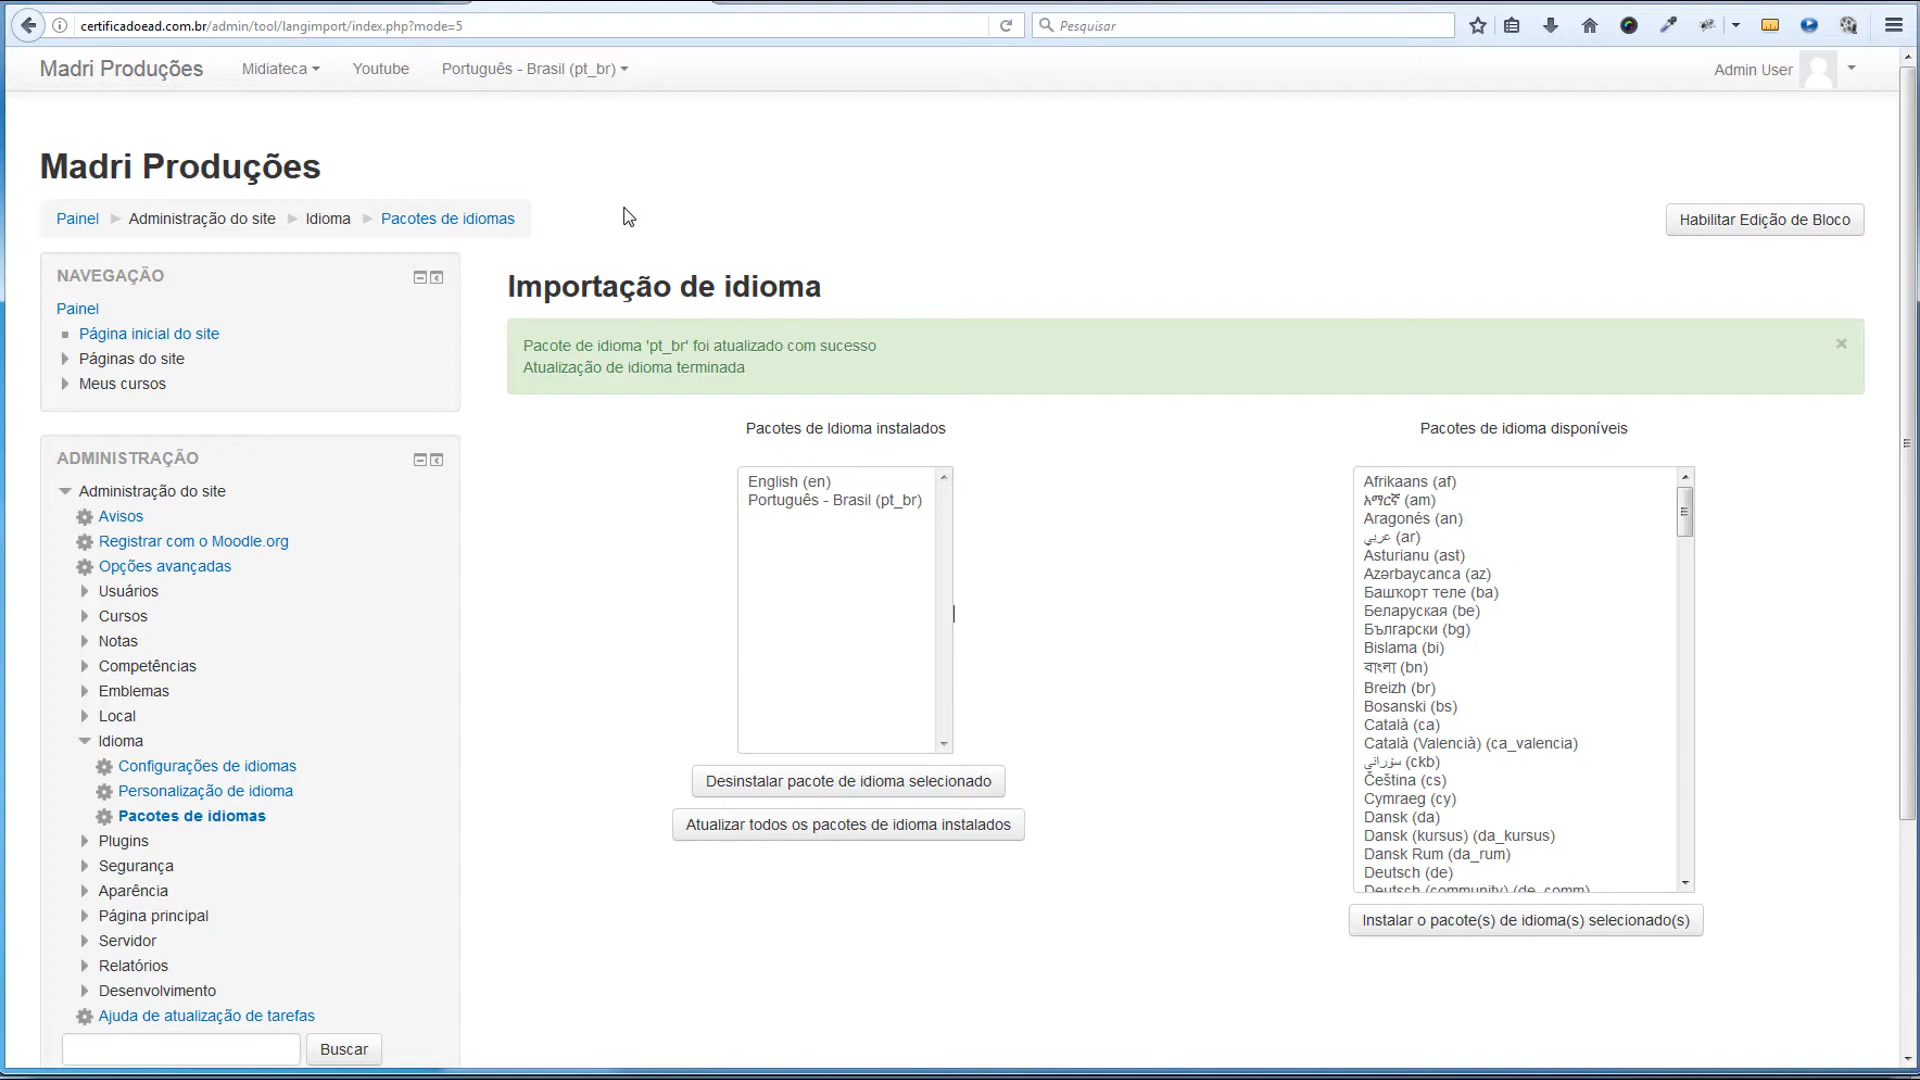 certificadoead.com.br/admin/tool/langimport/index.php?mode=5
Pesquisar
Madri Produções
Midiateca
Youtube
Português - Brasil (pt_br)
Admin User
Madri Produções
Painel
Administração do site
Idioma
Pacotes de idiomas
Habilitar Edição de Bloco
NAVEGAÇÃO
Painel
Página inicial do site
Páginas do site
Meus cursos
ADMINISTRAÇÃO
Administração do site
Avisos
Registrar com o Moodle.org
Opções avançadas
Usuários
Cursos
Notas
Competências
Emblemas
Local
Idioma
Configurações de idiomas
Personalização de idioma
Pacotes de idiomas
Plugins
Segurança
Aparência
Página principal
Servidor
Relatórios
Desenvolvimento
Ajuda de atualização de tarefas
Buscar
Importação de idioma
Pacote de idioma 'pt_br' foi atualizado com sucesso
Atualização de idioma terminada
×
Pacotes de Idioma instalados
English (en)
Português - Brasil (pt_br)
Desinstalar pacote de idioma selecionado
Atualizar todos os pacotes de idioma instalados
Pacotes de idioma disponíveis
Afrikaans (af)
አማርኛ (am)
Aragonés (an)
عربي (ar)
Asturianu (ast)
Azərbaycanca (az)
Башҡорт теле (ba)
Беларуская (be)
Български (bg)
Bislama (bi)
বাংলা (bn)
Breizh (br)
Bosanski (bs)
Català (ca)
Català (Valencià) (ca_valencia)
سۆرانی (ckb)
Čeština (cs)
Cymraeg (cy)
Dansk (da)
Dansk (kursus) (da_kursus)
Dansk Rum (da_rum)
Deutsch (de)
Deutsch (community) (de_comm)
Instalar o pacote(s) de idioma(s) selecionado(s)